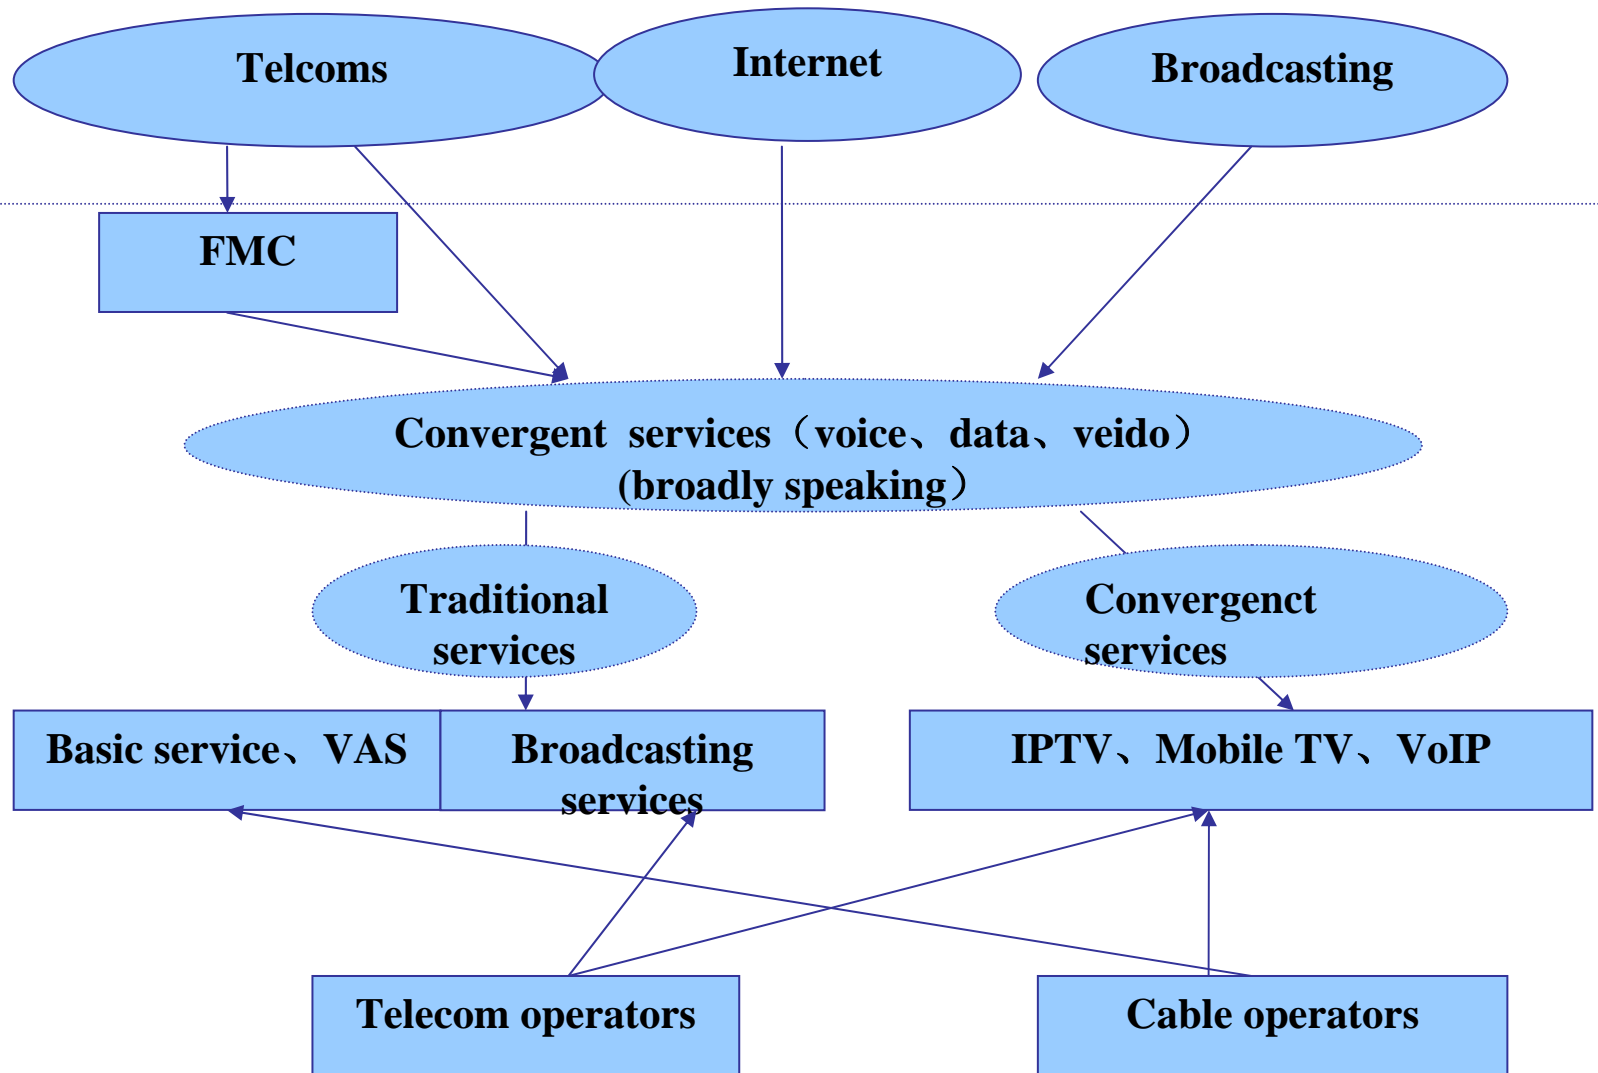 Telcoms
Internet
Broadcasting
FMC
Convergent services（voice、data、veido）
(broadly speaking）
Traditional
services
Convergenct
services
Basic service、VAS
Broadcasting
services
IPTV、Mobile TV、VoIP
Telecom operators
Cable operators